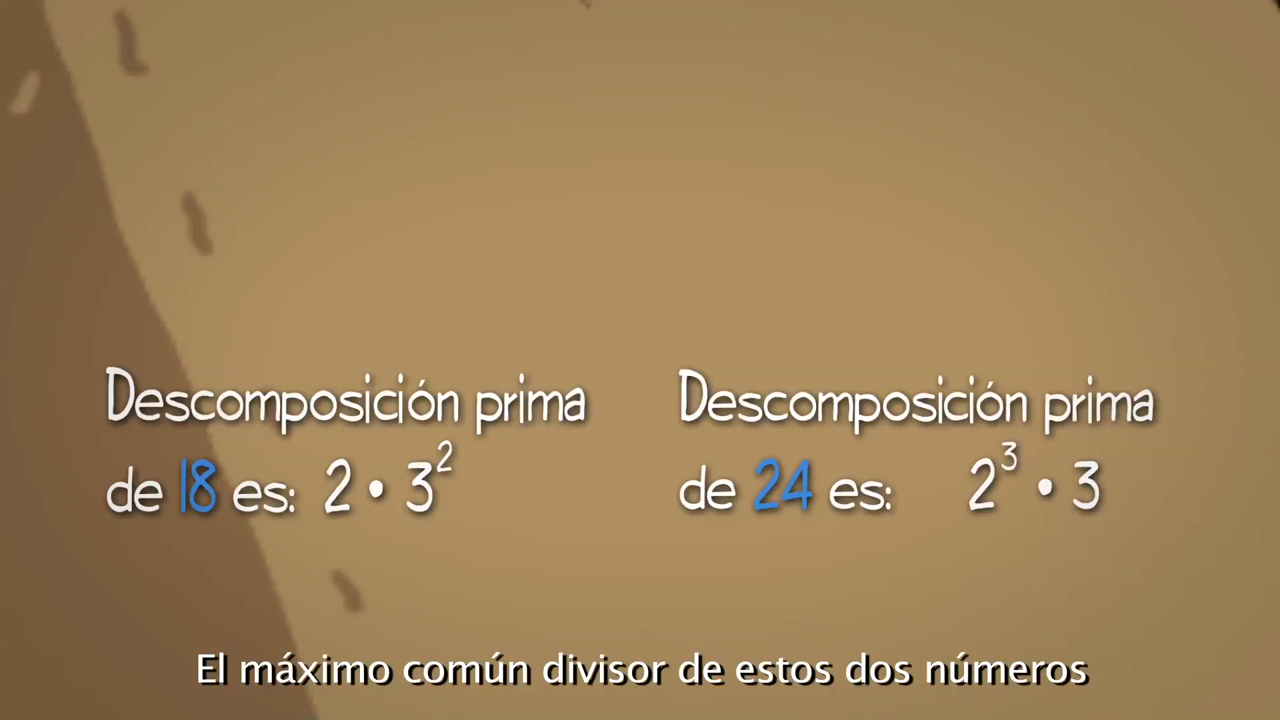 Descomposición prima
de 18 es: 2 • 3²
Descomposición prima
de 24 es: 2³ • 3
El máximo común divisor de estos dos números